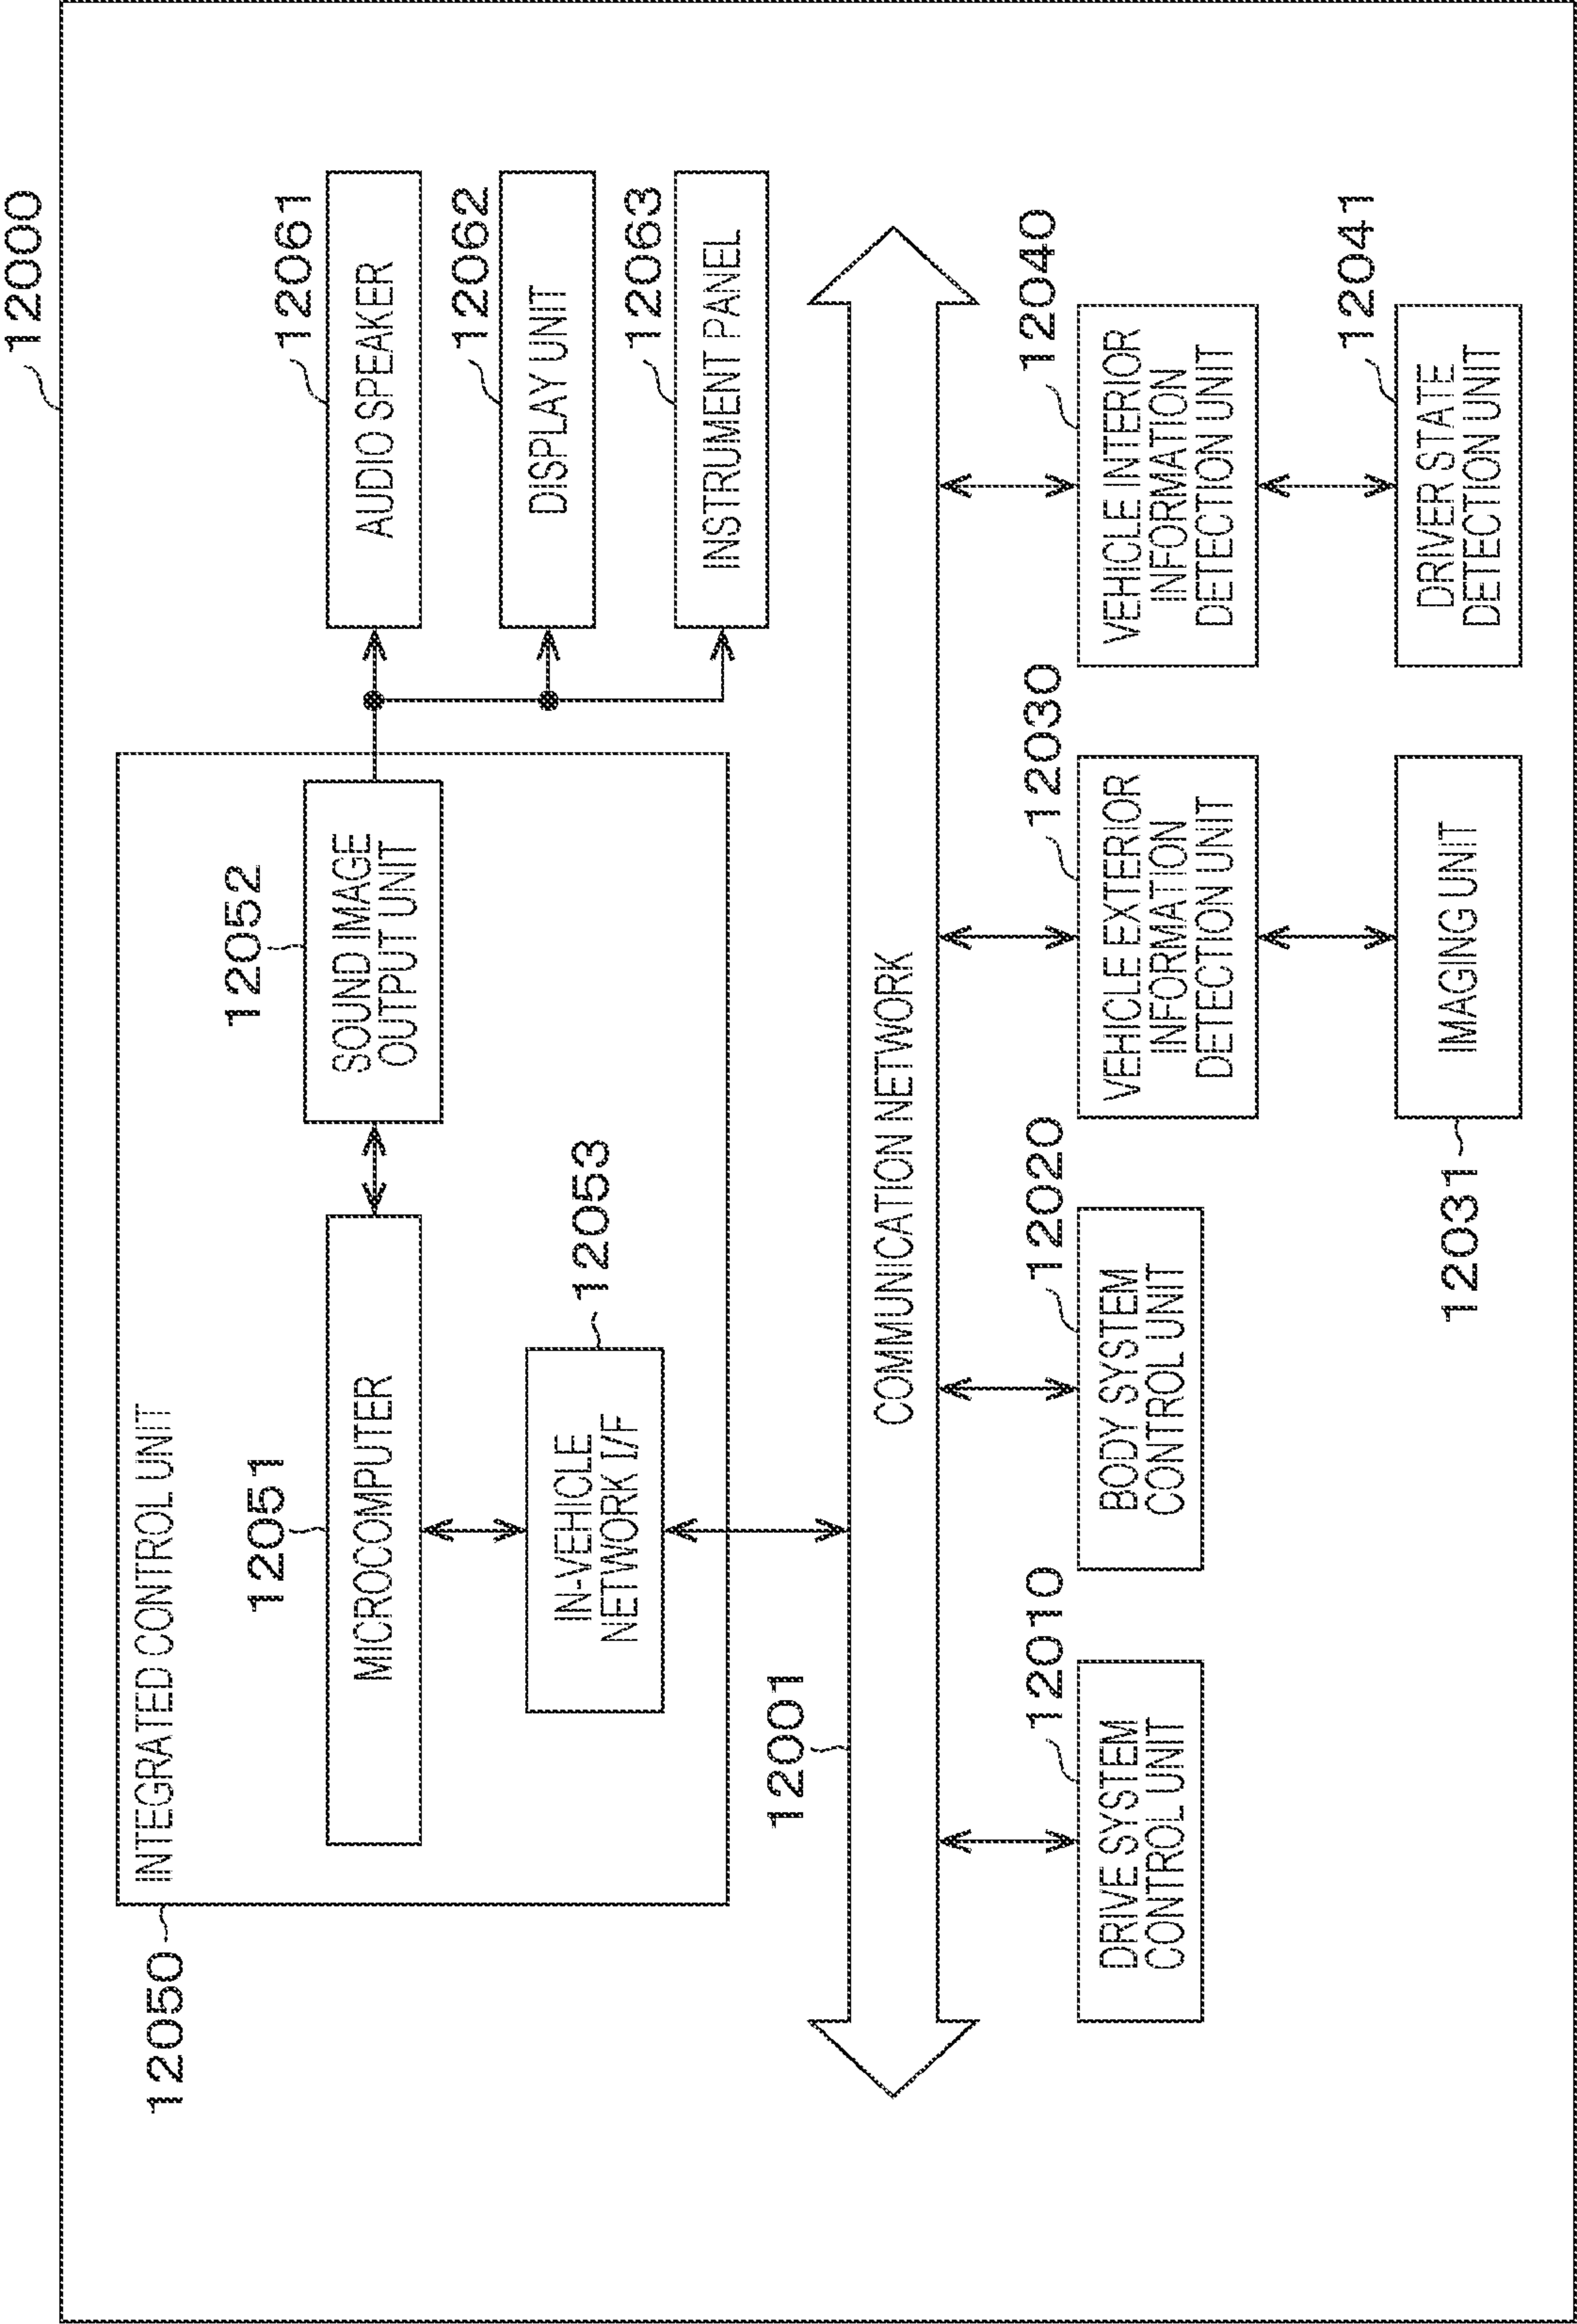 12000
12050
INTEGRATED CONTROL UNIT
12051
MICROCOMPUTER
12052
SOUND IMAGE
OUTPUT UNIT
12053
IN-VEHICLE
NETWORK I/F
12061
AUDIO SPEAKER
12062
DISPLAY UNIT
12063
INSTRUMENT PANEL
12001
COMMUNICATION NETWORK
12010
DRIVE SYSTEM
CONTROL UNIT
12020
BODY SYSTEM
CONTROL UNIT
12030
VEHICLE EXTERIOR
INFORMATION
DETECTION UNIT
12040
VEHICLE INTERIOR
INFORMATION
DETECTION UNIT
12031
IMAGING UNIT
12041
DRIVER STATE
DETECTION UNIT